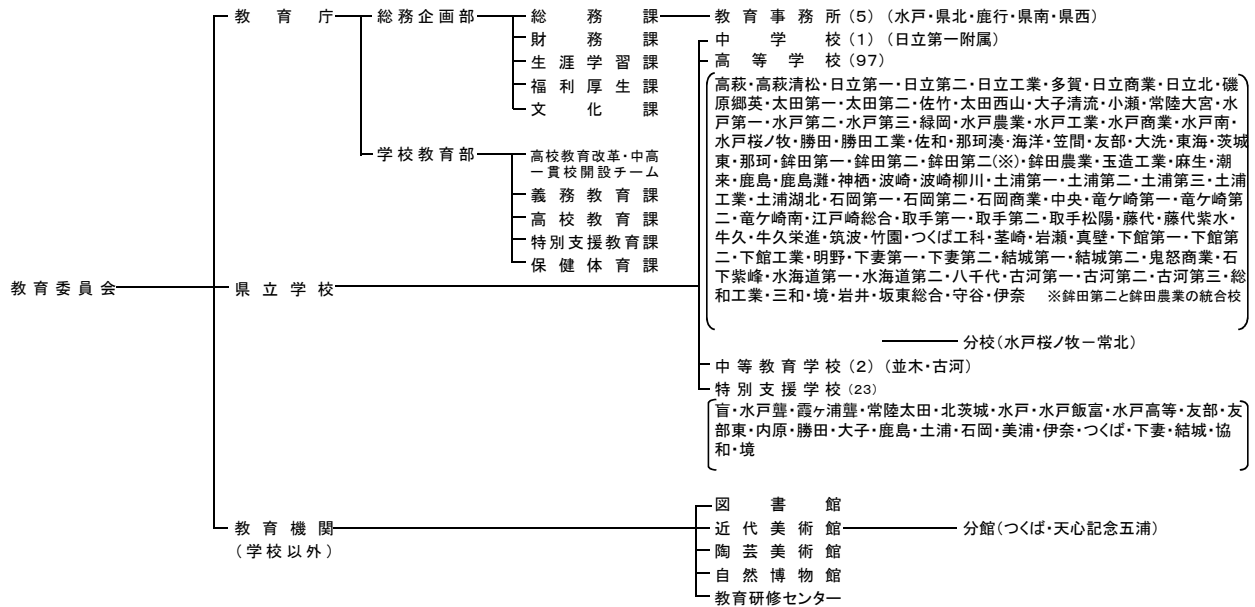 教育庁 総務企画部 総務課 教育事務所(5) (水戸・県北・鹿行・県南・県西)
財務課 中学校(1) (日立第一附属)
生涯学習課 高等学校(97)
福利厚生課
文化課
高萩・高萩清松・日立第一・日立第二・日立工業・多賀・日立商業・日立北・磯
原郷英・太田第一・太田第二・佐竹・太田西山・大子清流・小瀬・常陸大宮・水
戸第一・水戸第二・水戸第三・緑岡・水戸農業・水戸工業・水戸商業・水戸南・
水戸桜ノ牧・勝田・勝田工業・佐和・那珂湊・海洋・笠間・友部・大洗・東海・茨城
東・那珂・鉾田第一・鉾田第二・鉾田第二(※)・鉾田農業・玉造工業・麻生・潮
来・鹿島・鹿島灘・神栖・波崎・波崎柳川・土浦第一・土浦第二・土浦第三・土浦
工業・土浦湖北・石岡第一・石岡第二・石岡商業・中央・竜ケ崎第一・竜ケ崎第
二・竜ケ崎南・江戸崎総合・取手第一・取手第二・取手松陽・藤代・藤代紫水・
牛久・牛久栄進・筑波・竹園・つくば工科・茎崎・岩瀬・真壁・下館第一・下館第
二・下館工業・明野・下妻第一・下妻第二・結城第一・結城第二・鬼怒商業・石
下紫峰・水海道第一・水海道第二・八千代・古河第一・古河第二・古河第三・総
和工業・三和・境・岩井・坂東総合・守谷・伊奈 ※鉾田第二と鉾田農業の統合校
学校教育部 高校教育改革・中高
一貫校開設チーム
義務教育課
高校教育課
特別支援教育課
保健体育課
教育委員会 県立学校
分校(水戸桜ノ牧ー常北)
中等教育学校(2) (並木・古河)
特別支援学校(23)
盲・水戸聾・霞ヶ浦聾・常陸太田・北茨城・水戸・水戸飯富・水戸高等・友部・友
部東・内原・勝田・大子・鹿島・土浦・石岡・美浦・伊奈・つくば・下妻・結城・協
和・境
図書館
教育機関 近代美術館 分館(つくば・天心記念五浦)
(学校以外) 陶芸美術館
自然博物館
教育研修センター